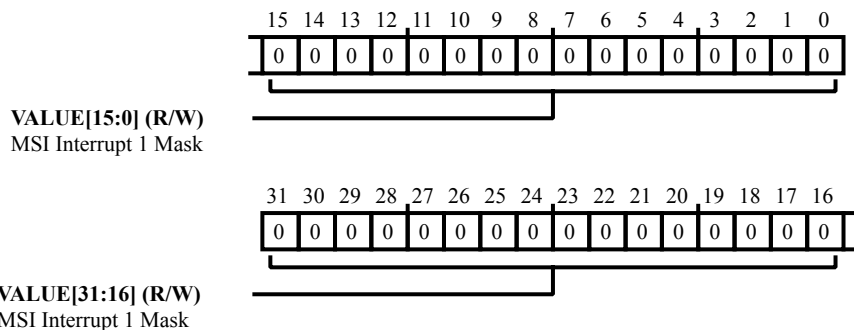 15 14 13 12 11 10 9 8 7 6 5 4 3 2 1 0
0 0 0 0 0 0 0 0 0 0 0 0 0 0 0 0
VALUE[15:0] (R/W)
MSI Interrupt 1 Mask
31 30 29 28 27 26 25 24 23 22 21 20 19 18 17 16
0 0 0 0 0 0 0 0 0 0 0 0 0 0 0 0
VALUE[31:16] (R/W)
MSI Interrupt 1 Mask